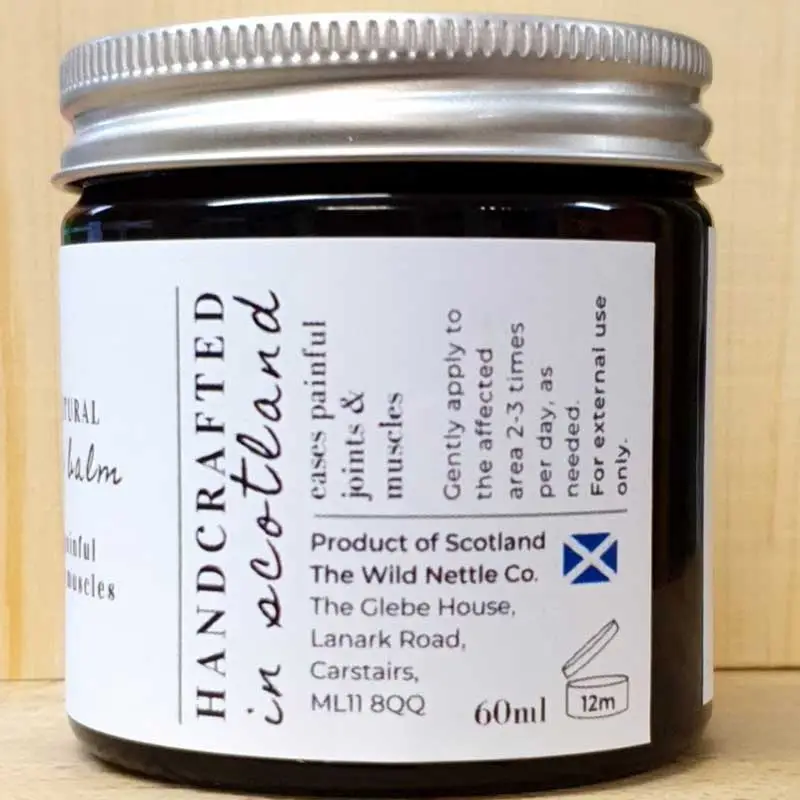 TURAL
balm
inful
muscles
HANDCRAFTED
in scotland
eases painful
joints &
muscles
Gently apply to
the affected
area 2-3 times
per day, as
needed.
For external use
only.
Product of Scotland
The Wild Nettle Co.
The Glebe House,
Lanark Road,
Carstairs,
ML11 8QQ
60ml
12m